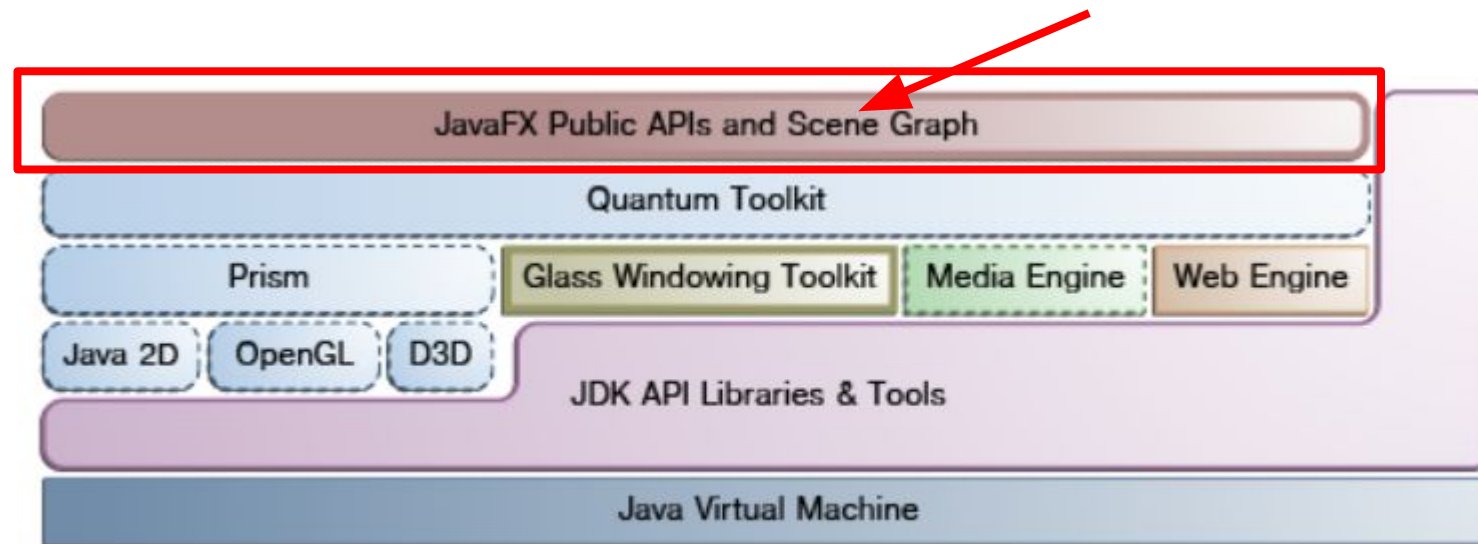 JavaFX Public APIs and Scene Graph
Quantum Toolkit
Prism
Glass Windowing Toolkit
Media Engine
Web Engine
Java 2D
OpenGL
D3D
JDK API Libraries & Tools
Java Virtual Machine